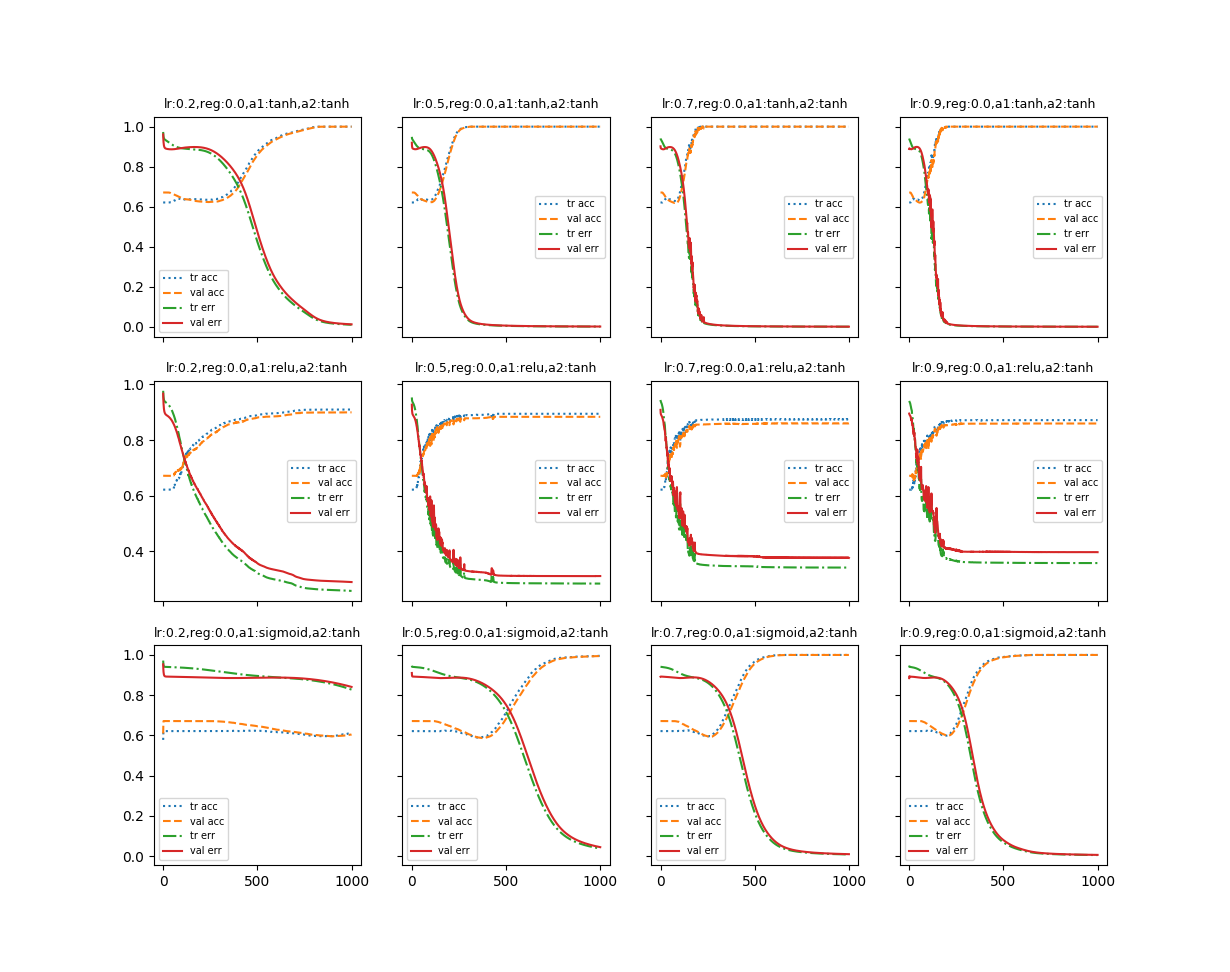 lr:0.2,reg:0.0,a1:tanh,a2:tanh
lr:0.5,reg:0.0,a1:tanh,a2:tanh
lr:0.7,reg:0.0,a1:tanh,a2:tanh
lr:0.9,reg:0.0,a1:tanh,a2:tanh
1.0
0.8
0.6
0.4
0.2
0.0
tr acc
val acc
tr err
val err
tr acc
val acc
tr err
val err
tr acc
val acc
tr err
val err
tr acc
val acc
tr err
val err
lr:0.2,reg:0.0,a1:relu,a2:tanh
lr:0.5,reg:0.0,a1:relu,a2:tanh
lr:0.7,reg:0.0,a1:relu,a2:tanh
lr:0.9,reg:0.0,a1:relu,a2:tanh
1.0
0.8
0.6
0.4
tr acc
val acc
tr err
val err
tr acc
val acc
tr err
val err
tr acc
val acc
tr err
val err
tr acc
val acc
tr err
val err
lr:0.2,reg:0.0,a1:sigmoid,a2:tanh
lr:0.5,reg:0.0,a1:sigmoid,a2:tanh
lr:0.7,reg:0.0,a1:sigmoid,a2:tanh
lr:0.9,reg:0.0,a1:sigmoid,a2:tanh
1.0
0.8
0.6
0.4
0.2
0.0
tr acc
val acc
tr err
val err
tr acc
val acc
tr err
val err
tr acc
val acc
tr err
val err
tr acc
val acc
tr err
val err
0 500 1000
0 500 1000
0 500 1000
0 500 1000